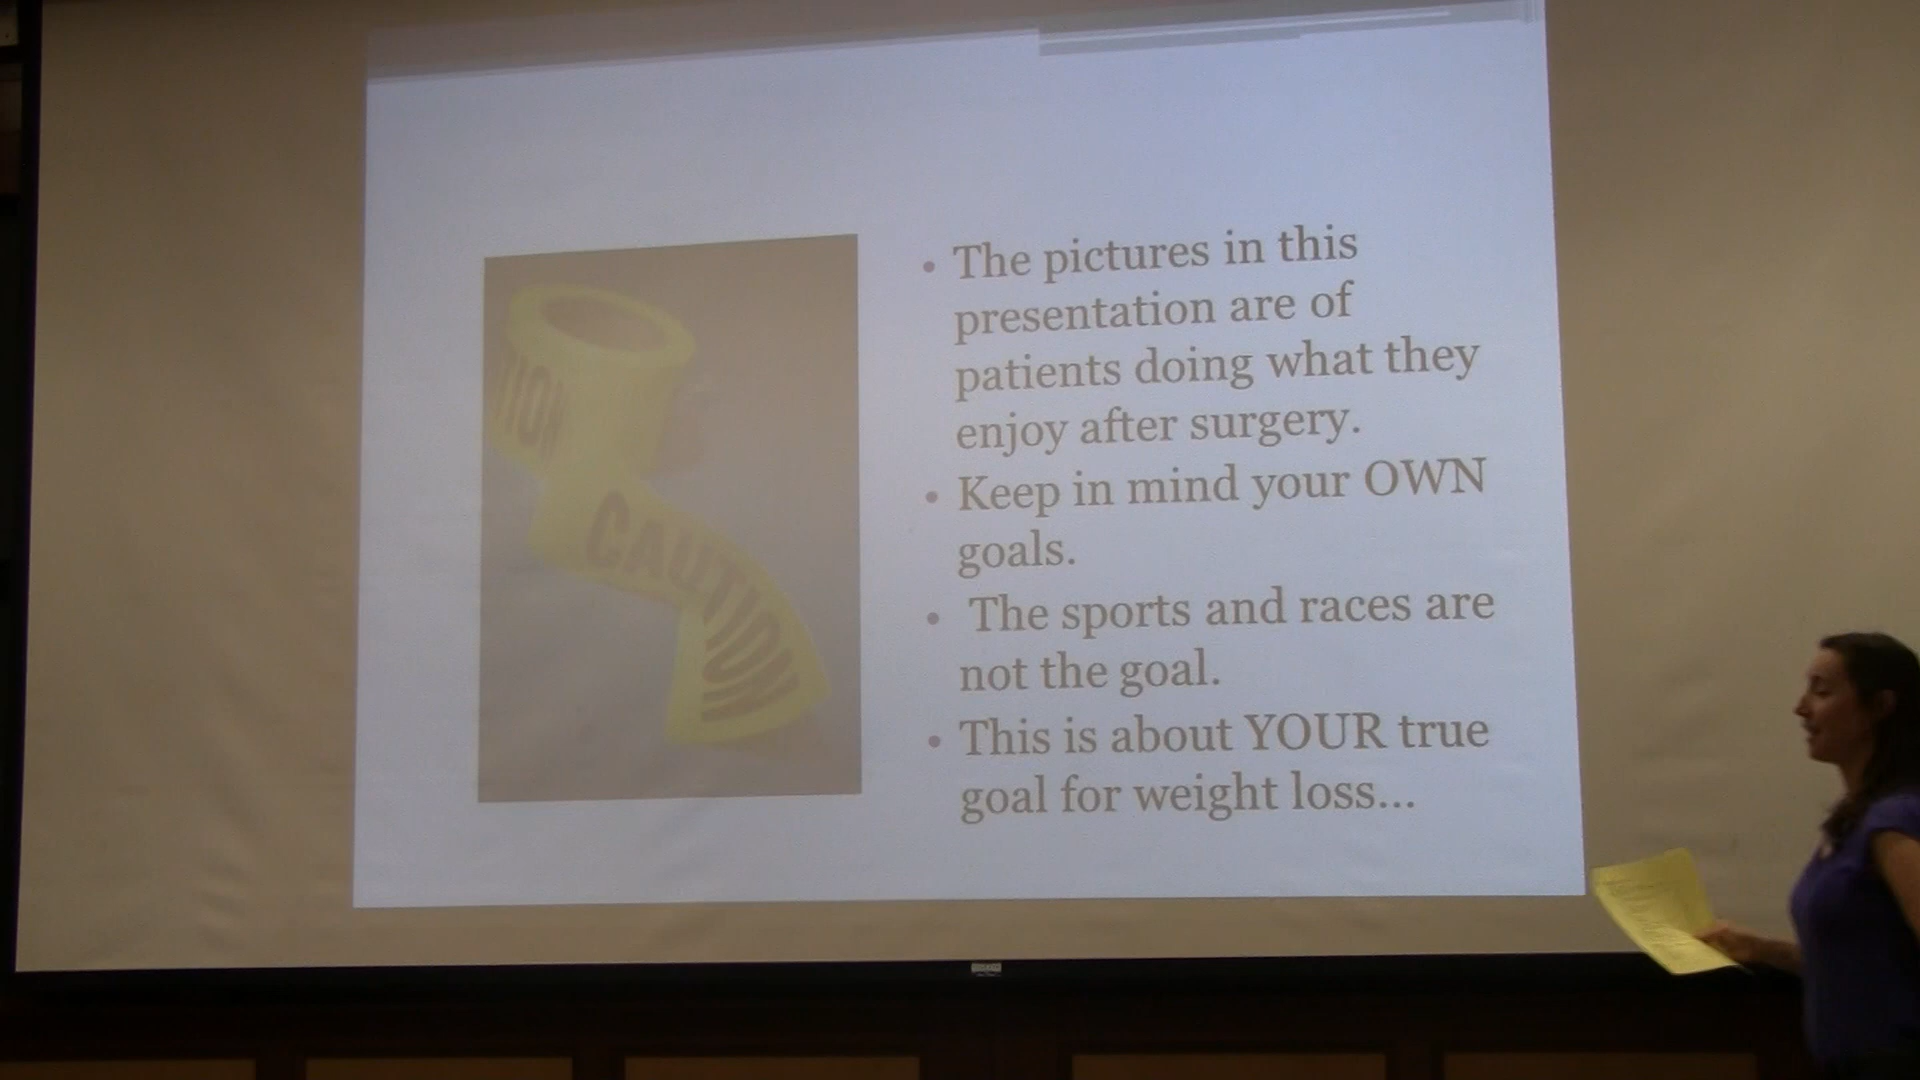 TION
CAUTION
• The pictures in this
presentation are of
patients doing what they
enjoy after surgery.
• Keep in mind your OWN
goals.
• The sports and races are
not the goal.
• This is about YOUR true
goal for weight loss...